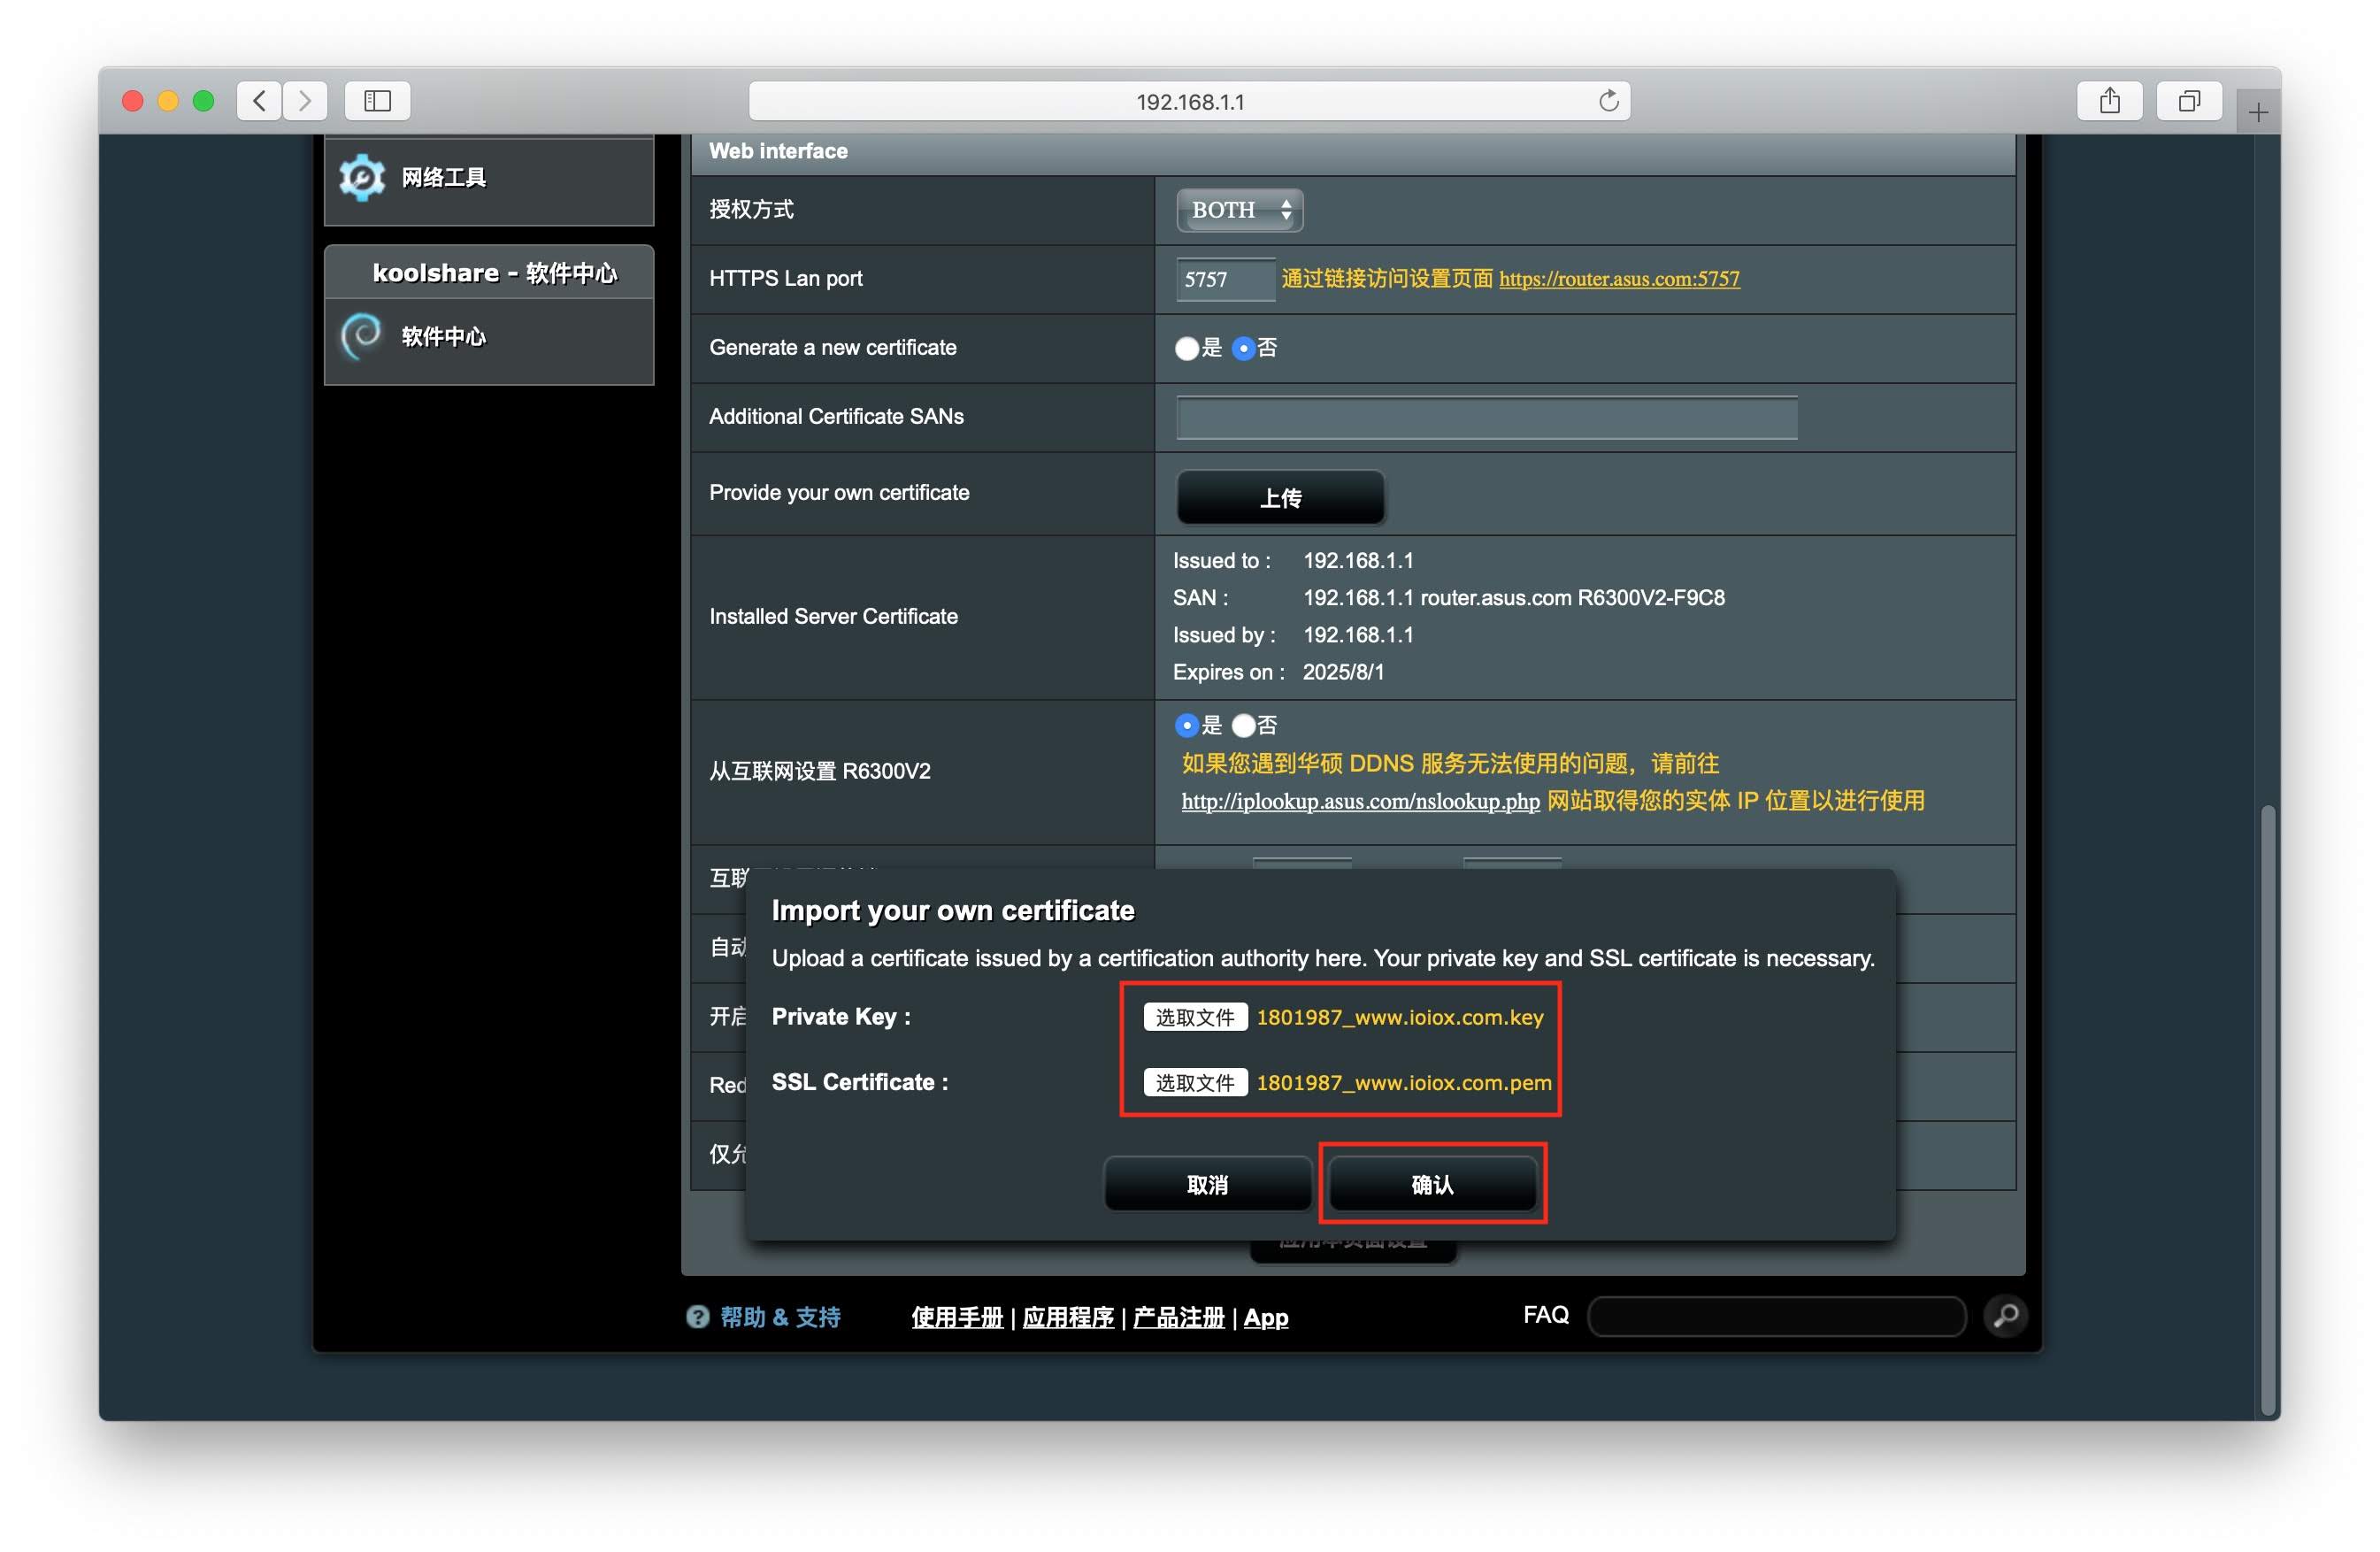 192.168.1.1
网络工具
koolshare - 软件中心
软件中心
Web interface
授权方式 BOTH
HTTPS Lan port 5757 通过链接访问设置页面 https://router.asus.com:5757
Generate a new certificate 是 否
Additional Certificate SANs
Provide your own certificate 上传
Installed Server Certificate
Issued to : 192.168.1.1
SAN : 192.168.1.1 router.asus.com R6300V2-F9C8
Issued by : 192.168.1.1
Expires on : 2025/8/1
从互联网设置 R6300V2
是 否
如果您遇到华硕 DDNS 服务无法使用的问题，请前往
http://iplookup.asus.com/nslookup.php 网站取得您的实体 IP 位置以进行使用
互联
自动
开启
Red
仅允
Import your own certificate
Upload a certificate issued by a certification authority here. Your private key and SSL certificate is necessary.
Private Key : 选取文件 1801987_www.ioiox.com.key
SSL Certificate : 选取文件 1801987_www.ioiox.com.pem
取消 确认
应用本页面设置
帮助 & 支持 使用手册 | 应用程序 | 产品注册 | App FAQ